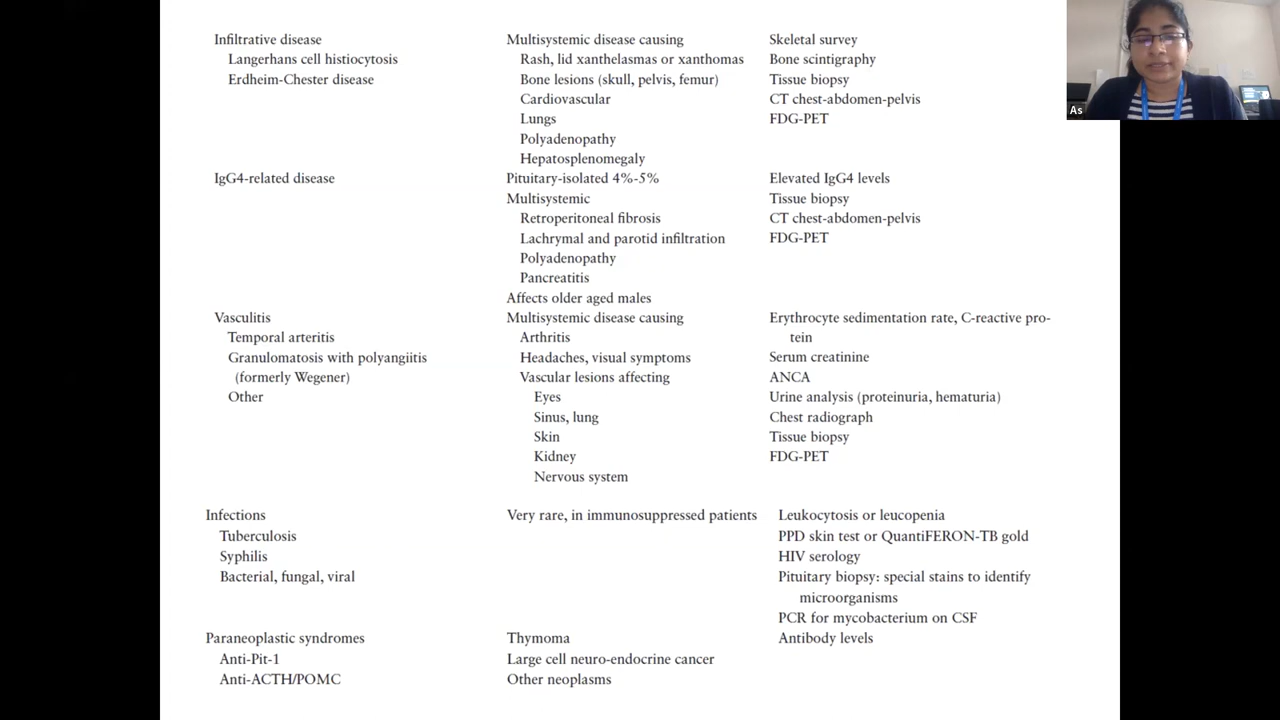 Infiltrative disease
Langerhans cell histiocytosis
Erdheim-Chester disease
Multisystemic disease causing
Rash, lid xanthelasmas or xanthomas
Bone lesions (skull, pelvis, femur)
Cardiovascular
Lungs
Polyadenopathy
Hepatosplenomegaly
Skeletal survey
Bone scintigraphy
Tissue biopsy
CT chest-abdomen-pelvis
FDG-PET
IgG4-related disease
Pituitary-isolated 4%-5%
Multisystemic
Retroperitoneal fibrosis
Lachrymal and parotid infiltration
Polyadenopathy
Pancreatitis
Affects older aged males
Elevated IgG4 levels
Tissue biopsy
CT chest-abdomen-pelvis
FDG-PET
Vasculitis
Temporal arteritis
Granulomatosis with polyangiitis
(formerly Wegener)
Other
Multisystemic disease causing
Arthritis
Headaches, visual symptoms
Vascular lesions affecting
Eyes
Sinus, lung
Skin
Kidney
Nervous system
Erythrocyte sedimentation rate, C-reactive pro-
tein
Serum creatinine
ANCA
Urine analysis (proteinuria, hematuria)
Chest radiograph
Tissue biopsy
FDG-PET
Infections
Tuberculosis
Syphilis
Bacterial, fungal, viral
Very rare, in immunosuppressed patients
Leukocytosis or leucopenia
PPD skin test or QuantiFERON-TB gold
HIV serology
Pituitary biopsy: special stains to identify
microorganisms
PCR for mycobacterium on CSF
Paraneoplastic syndromes
Anti-Pit-1
Anti-ACTH/POMC
Thymoma
Large cell neuro-endocrine cancer
Other neoplasms
Antibody levels
As